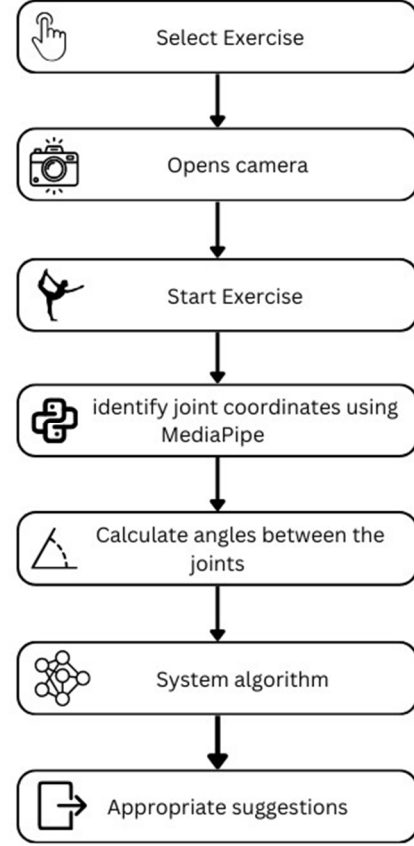 Select Exercise
Opens camera
Start Exercise
identify joint coordinates using
MediaPipe
Calculate angles between the
joints
System algorithm
Appropriate suggestions